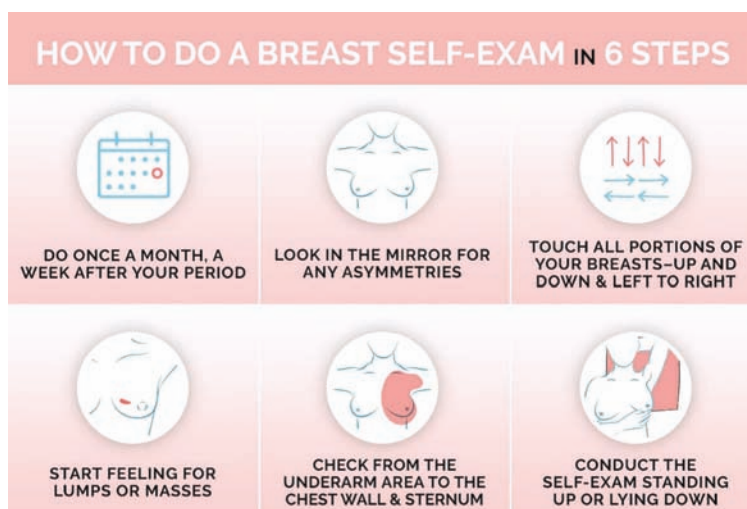 HOW TO DO A BREAST SELF-EXAM IN 6 STEPS
DO ONCE A MONTH, A
WEEK AFTER YOUR PERIOD
LOOK IN THE MIRROR FOR
ANY ASYMMETRIES
TOUCH ALL PORTIONS OF
YOUR BREASTS–UP AND
DOWN & LEFT TO RIGHT
START FEELING FOR
LUMPS OR MASSES
CHECK FROM THE
UNDERARM AREA TO THE
CHEST WALL & STERNUM
CONDUCT THE
SELF-EXAM STANDING
UP OR LYING DOWN